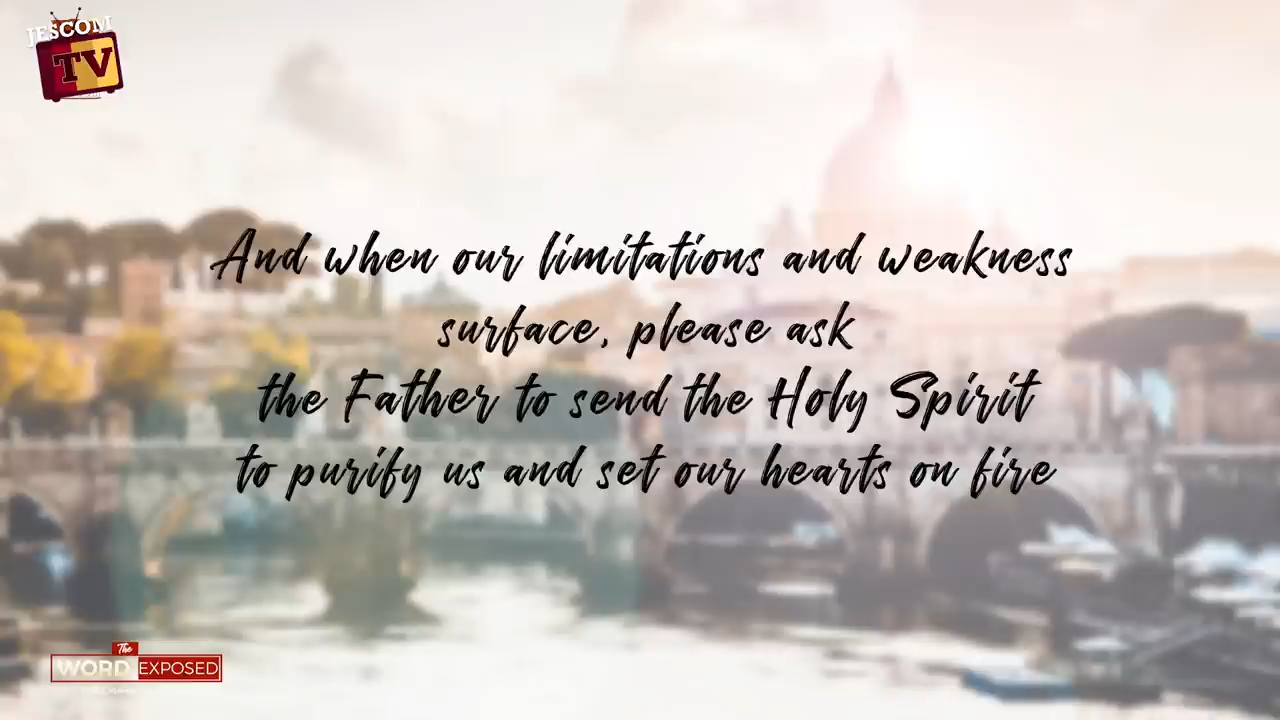 JESCOM
TV
And when our limitations and weakness
surface, please ask
the Father to send the Holy Spirit
to purify us and set our hearts on fire
The
WORD EXPOSED